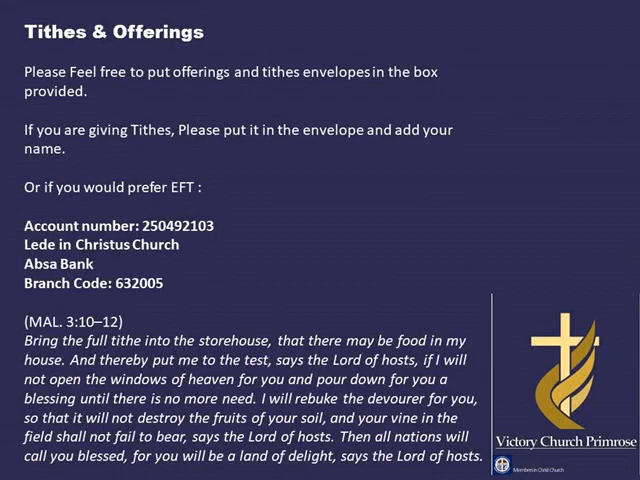 Tithes & Offerings
Please Feel free to put offerings and tithes envelopes in the box
provided.
If you are giving Tithes, Please put it in the envelope and add your
name.
Or if you would prefer EFT :
Account number: 250492103
Lede in Christus Church
Absa Bank
Branch Code: 632005
(MAL. 3:10–12)
Bring the full tithe into the storehouse, that there may be food in my
house. And thereby put me to the test, says the Lord of hosts, if I will
not open the windows of heaven for you and pour down for you a
blessing until there is no more need. I will rebuke the devourer for you,
so that it will not destroy the fruits of your soil, and your vine in the
field shall not fail to bear, says the Lord of hosts. Then all nations will
call you blessed, for you will be a land of delight, says the Lord of hosts.
Victory Church Primrose
Members in Christ Church